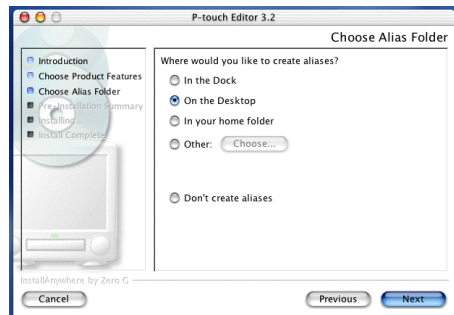 P-touch Editor 3.2
Choose Alias Folder
Introduction
Choose Product Features
Choose Alias Folder
Pre-Installation Summary
Installing...
Install Complete
Where would you like to create aliases?
In the Dock
On the Desktop
In your home folder
Other: Choose...
Don't create aliases
InstallAnywhere by Zero G
Cancel Previous Next